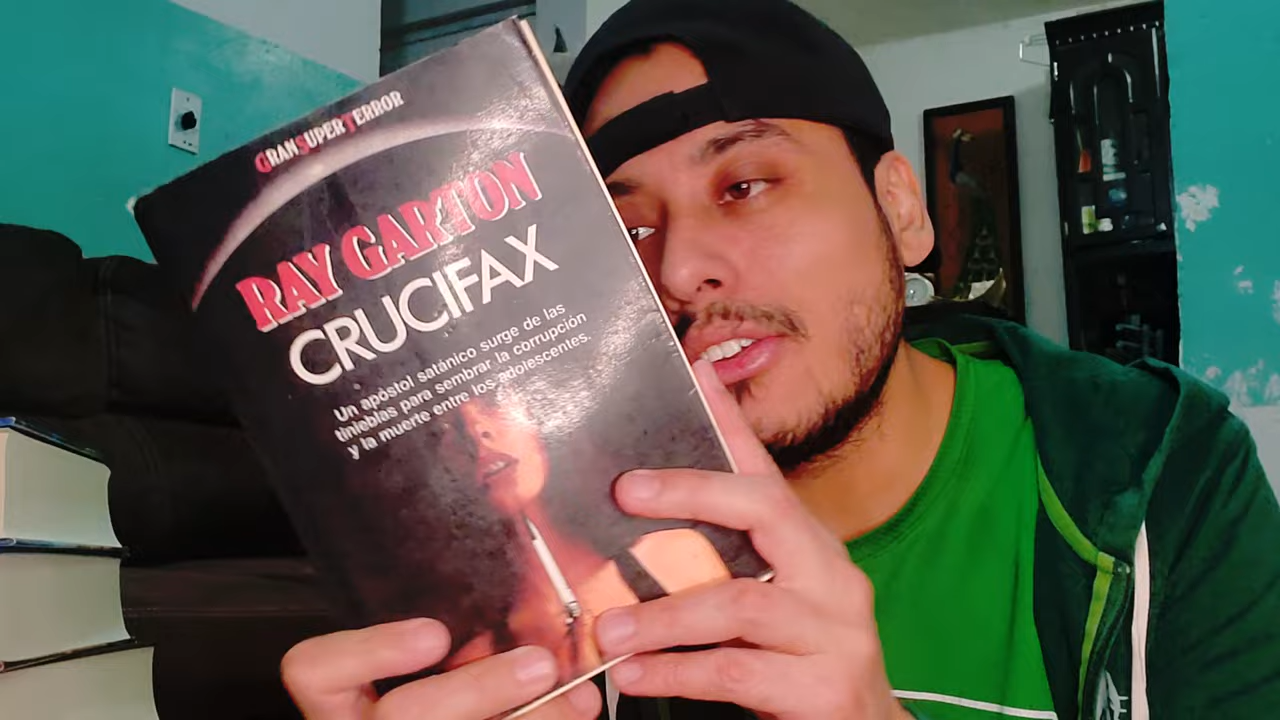 GRANSUPERTERROR
RAY GARTON
CRUCIFAX
Un apóstol satánico surge de las
tinieblas para sembrar la corrupción
y la muerte entre los adolescentes.